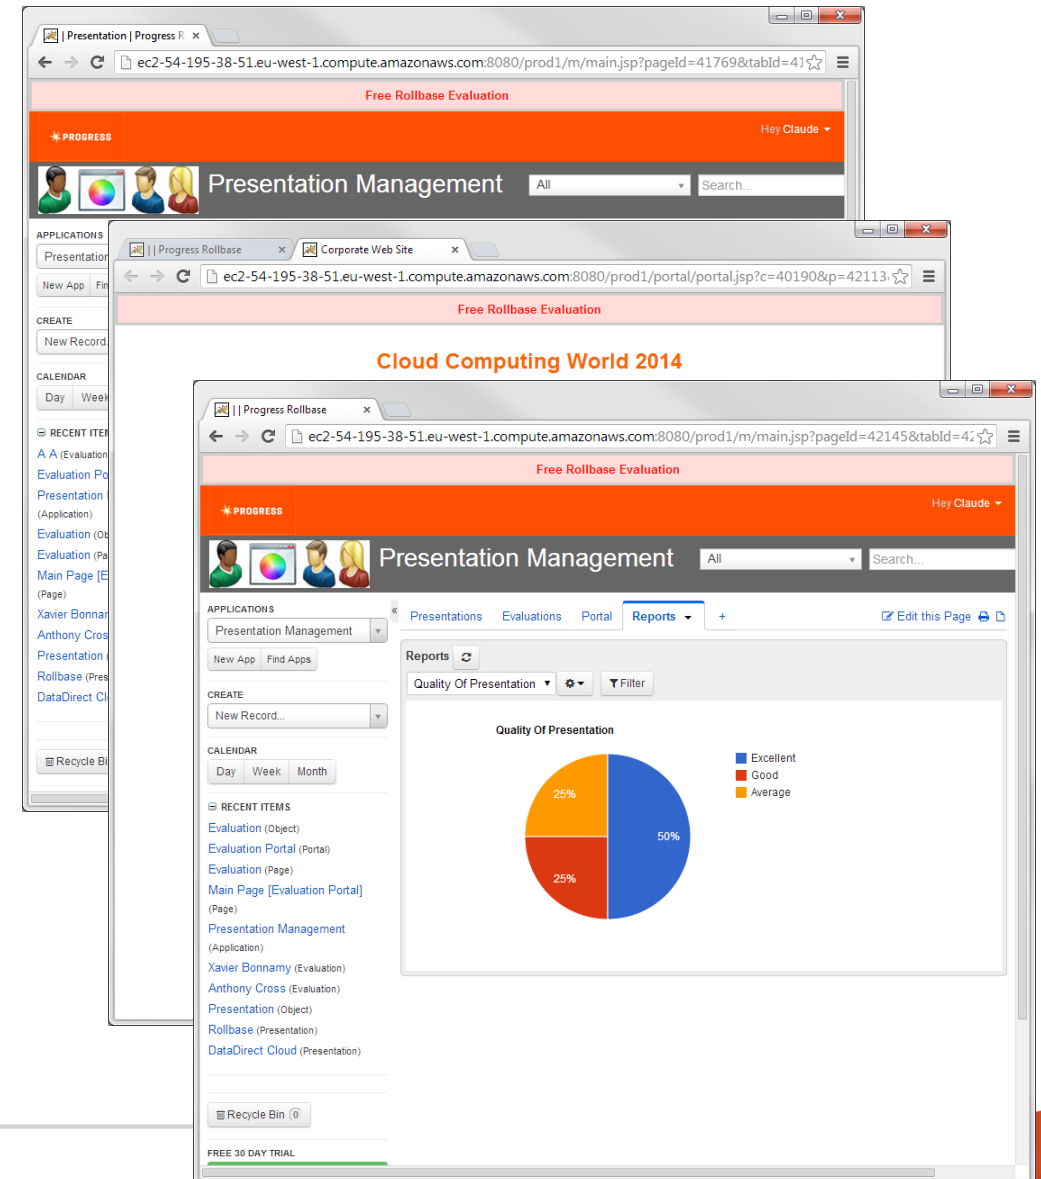 | Presentation | Progress R
ec2-54-195-38-51.eu-west-1.compute.amazonaws.com:8080/prod1/m/main.jsp?pageId=41769&tabId=41
Free Rollbase Evaluation
PROGRESS
Hey Claude
Presentation Management
All
Search...
APPLICATIONS
Presentation
New App
CREATE
New Record.
CALENDAR
Day
Week
RECENT ITE
A A (Evaluation
Evaluation Po
Presentation
(Application)
Evaluation (Ob
Evaluation (Pa
Main Page [E
(Page)
Xavier Bonnar
Anthony Cros
Presentation
Rollbase (Pres
DataDirect Cl
Recycle Bi
| | Progress Rollbase
Corporate Web Site
ec2-54-195-38-51.eu-west-1.compute.amazonaws.com:8080/prod1/portal/portal.jsp?c=40190&p=42113
Free Rollbase Evaluation
Cloud Computing World 2014
| | Progress Rollbase
ec2-54-195-38-51.eu-west-1.compute.amazonaws.com:8080/prod1/m/main.jsp?pageId=42145&tabId=42
Free Rollbase Evaluation
PROGRESS
Hey Claude
Presentation Management
All
Search...
APPLICATIONS
Presentation Management
New App Find Apps
CREATE
New Record...
CALENDAR
Day Week Month
RECENT ITEMS
Evaluation (Object)
Evaluation Portal (Portal)
Evaluation (Page)
Main Page [Evaluation Portal]
(Page)
Presentation Management
(Application)
Xavier Bonnamy (Evaluation)
Anthony Cross (Evaluation)
Presentation (Object)
Rollbase (Presentation)
DataDirect Cloud (Presentation)
Recycle Bin 0
FREE 30 DAY TRIAL
« Presentations Evaluations Portal Reports +
Edit this Page
Reports
Quality Of Presentation
Filter
Quality Of Presentation
25%
50%
25%
Excellent
Good
Average